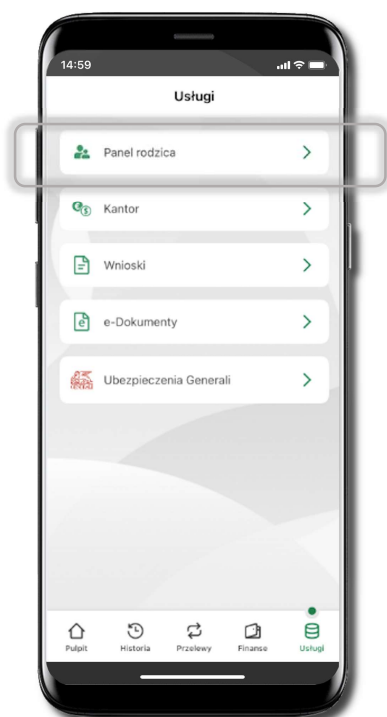 14:59
Usługi
Panel rodzica
Kantor
Wnioski
e-Dokumenty
Ubezpieczenia Generali
Pulpit Historia Przelewy Finanse Usługi